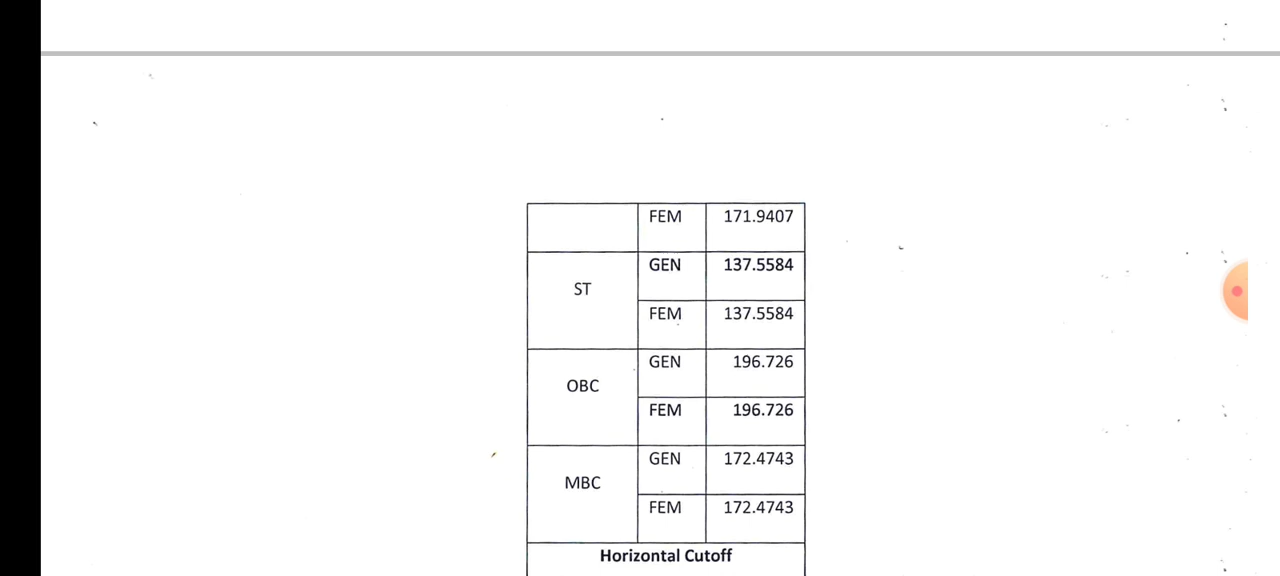 FEM 171.9407
GEN 137.5584
ST
FEM 137.5584
GEN 196.726
OBC
FEM 196.726
GEN 172.4743
MBC
FEM 172.4743
Horizontal Cutoff